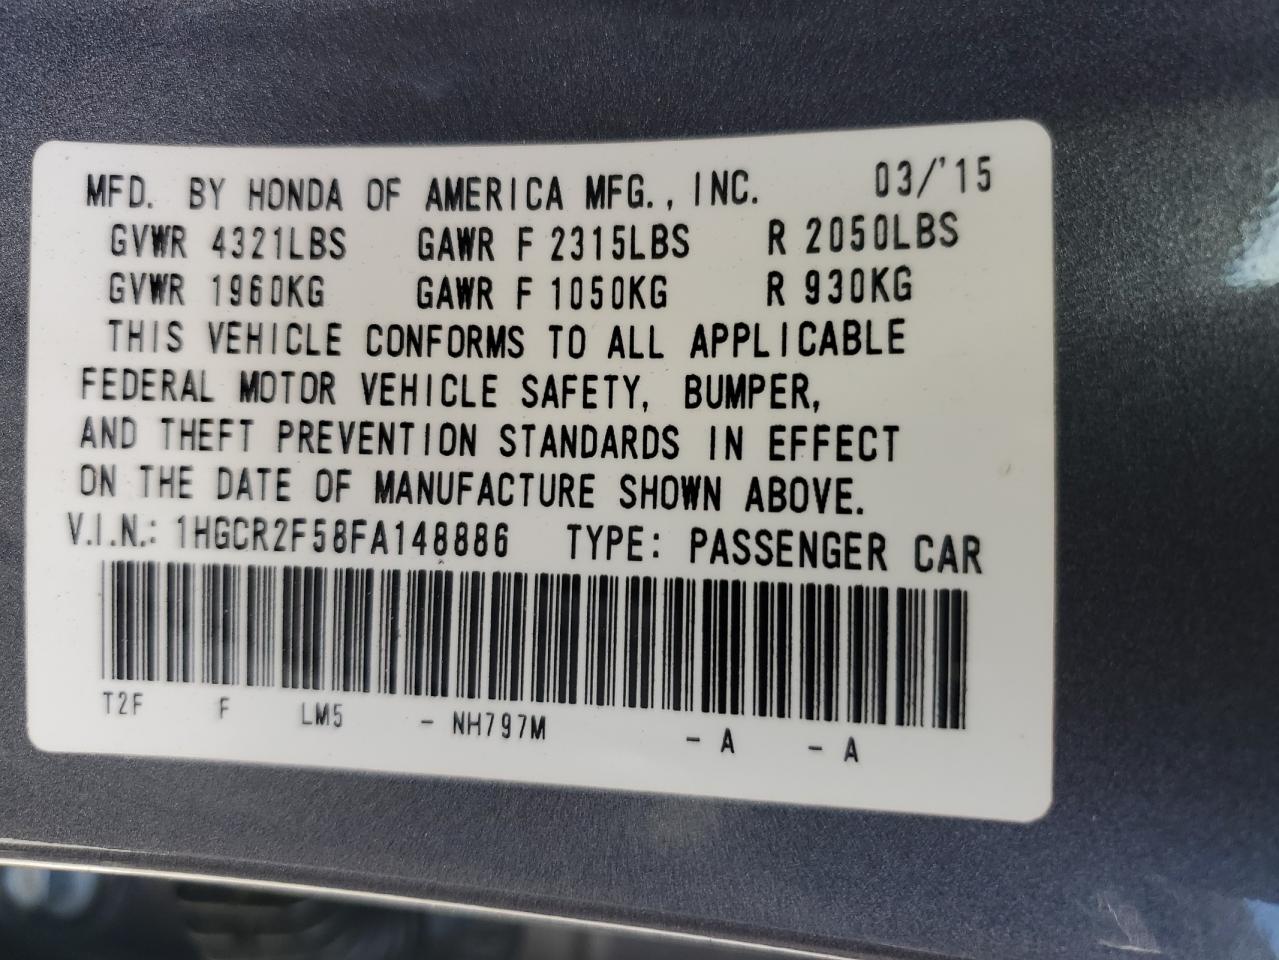 MFD. BY HONDA OF AMERICA MFG., INC. 03/'15
GVWR 4321LBS GAWR F 2315LBS R 2050LBS
GVWR 1960KG GAWR F 1050KG R 930KG
THIS VEHICLE CONFORMS TO ALL APPLICABLE
FEDERAL MOTOR VEHICLE SAFETY, BUMPER,
AND THEFT PREVENTION STANDARDS IN EFFECT
ON THE DATE OF MANUFACTURE SHOWN ABOVE.
V.I.N.: 1HGCR2F58FA148886 TYPE: PASSENGER CAR
T2F F LM5 - NH797M - A - A